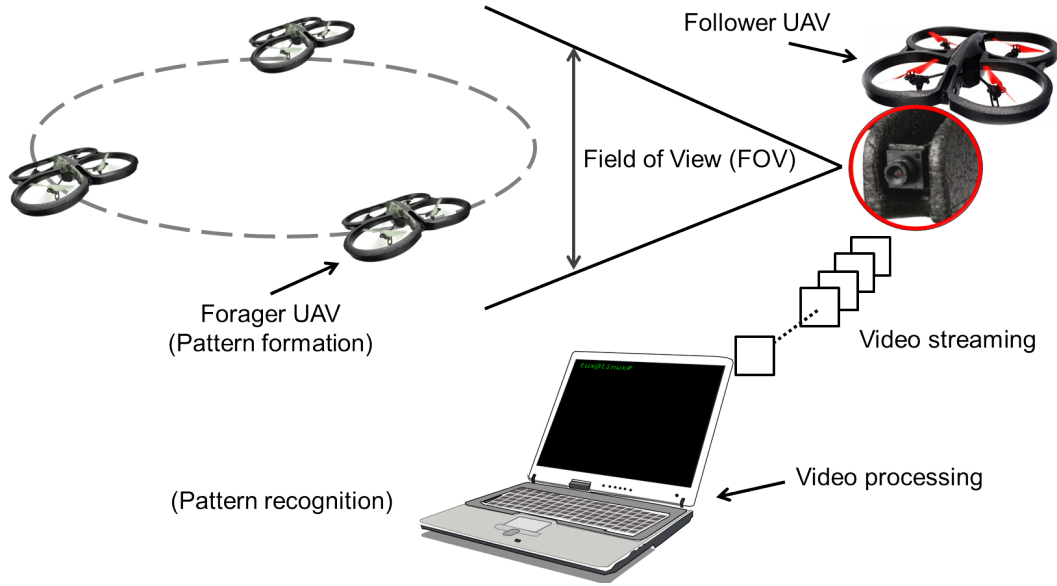 Follower UAV
Field of View (FOV)
Forager UAV
(Pattern formation)
Video streaming
tux@linux#
Video processing
(Pattern recognition)